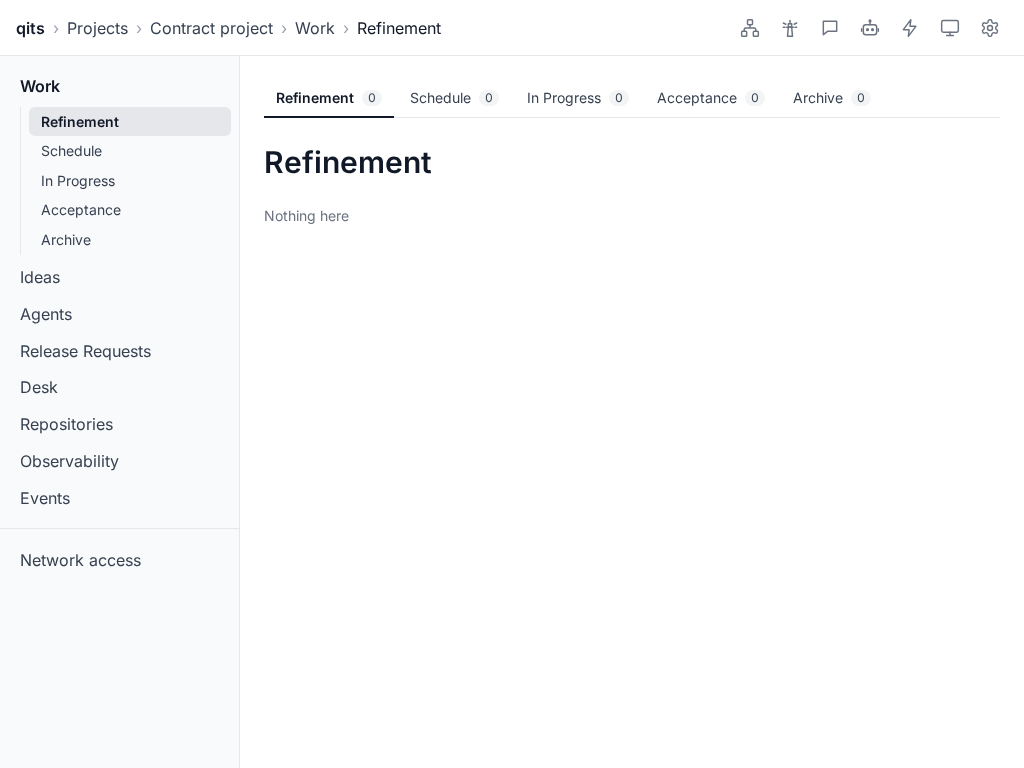 qits › Projects › Contract project › Work › Refinement
Work
Refinement
Schedule
In Progress
Acceptance
Archive
Ideas
Agents
Release Requests
Desk
Repositories
Observability
Events
Network access
Refinement 0 Schedule 0 In Progress 0 Acceptance 0 Archive 0
Refinement
Nothing here